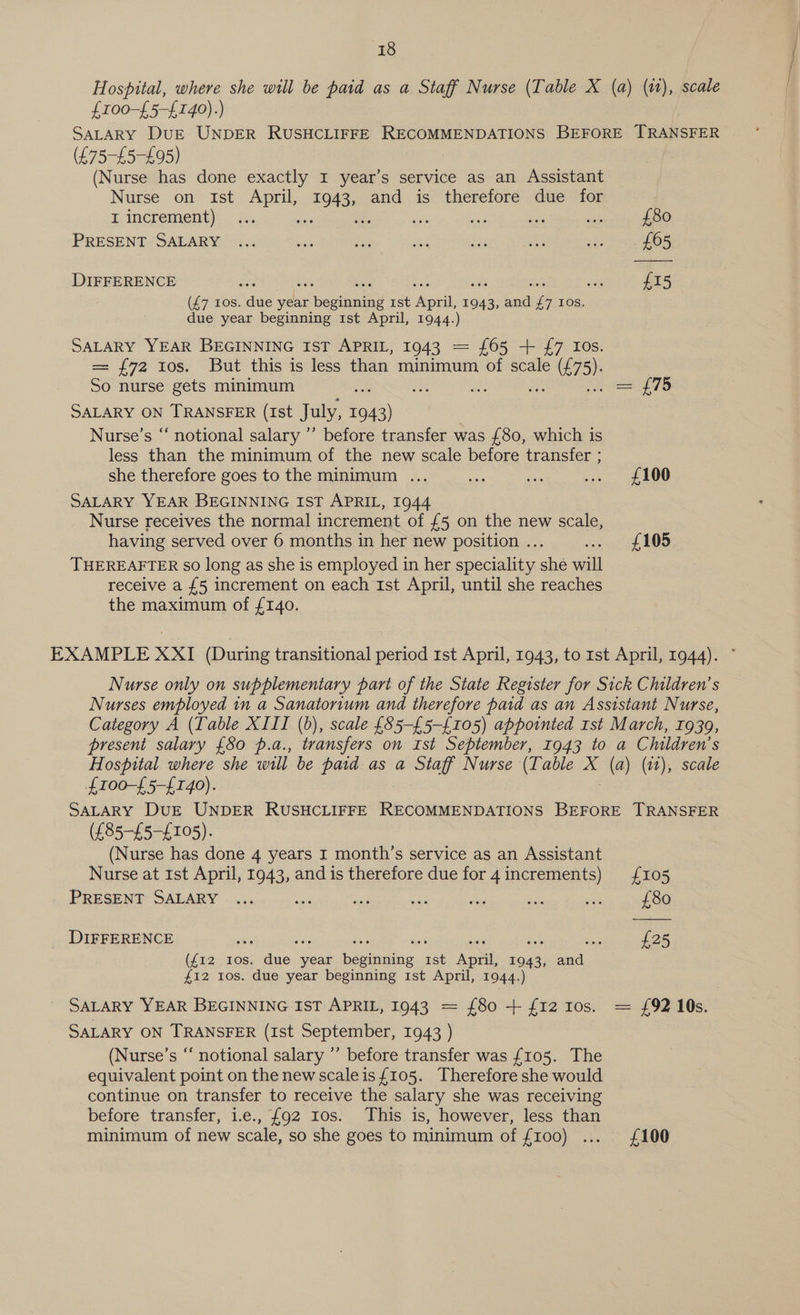 18
Hospital, where she will be paid as a Staff Nurse (Table X (a) (ii), scale
£100–£5–£140).)
SALARY DUE UNDER RUSHCLIFFE RECOMMENDATIONS BEFORE TRANSFER
(£75–£5–£95)
(Nurse has done exactly 1 year's service as an Assistant
Nurse on 1st April, 1943, and is therefore due for
1 increment) ... ... ... ... ... ... ... £80
PRESENT SALARY ... ... ... ... ... ... ... £65
DIFFERENCE ... ... ... ... ... ... ... £15
(£7 10s. due year beginning 1st April, 1943, and £7 10s.
due year beginning 1st April, 1944.)
SALARY YEAR BEGINNING 1ST APRIL, 1943 = £65 + £7 10s.
= £72 10s. But this is less than minimum of scale (£75).
So nurse gets minimum ... ... ... ... ... = £75
SALARY ON TRANSFER (1st July, 1943)
Nurse's “ notional salary ” before transfer was £80, which is
less than the minimum of the new scale before transfer ;
she therefore goes to the minimum ... ... ... ... £100
SALARY YEAR BEGINNING 1ST APRIL, 1944
Nurse receives the normal increment of £5 on the new scale,
having served over 6 months in her new position ... ... £105
THEREAFTER so long as she is employed in her speciality she will
receive a £5 increment on each 1st April, until she reaches
the maximum of £140.
EXAMPLE XXI (During transitional period 1st April, 1943, to 1st April, 1944).
Nurse only on supplementary part of the State Register for Sick Children's
Nurses employed in a Sanatorium and therefore paid as an Assistant Nurse,
Category A (Table XIII (b), scale £85–£5–£105) appointed 1st March, 1939,
present salary £80 p.a., transfers on 1st September, 1943 to a Children's
Hospital where she will be paid as a Staff Nurse (Table X (a) (ii), scale
£100–£5–£140).
SALARY DUE UNDER RUSHCLIFFE RECOMMENDATIONS BEFORE TRANSFER
(£85–£5–£105).
(Nurse has done 4 years 1 month's service as an Assistant
Nurse at 1st April, 1943, and is therefore due for 4 increments) £105
PRESENT SALARY ... ... ... ... ... ... ... £80
DIFFERENCE ... ... ... ... ... ... ... £25
(£12 10s. due year beginning 1st April, 1943, and
£12 10s. due year beginning 1st April, 1944.)
SALARY YEAR BEGINNING 1ST APRIL, 1943 = £80 + £12 10s. = £92 10s.
SALARY ON TRANSFER (1st September, 1943 )
(Nurse's “ notional salary ” before transfer was £105. The
equivalent point on the new scale is £105. Therefore she would
continue on transfer to receive the salary she was receiving
before transfer, i.e., £92 10s. This is, however, less than
minimum of new scale, so she goes to minimum of £100) ... £100